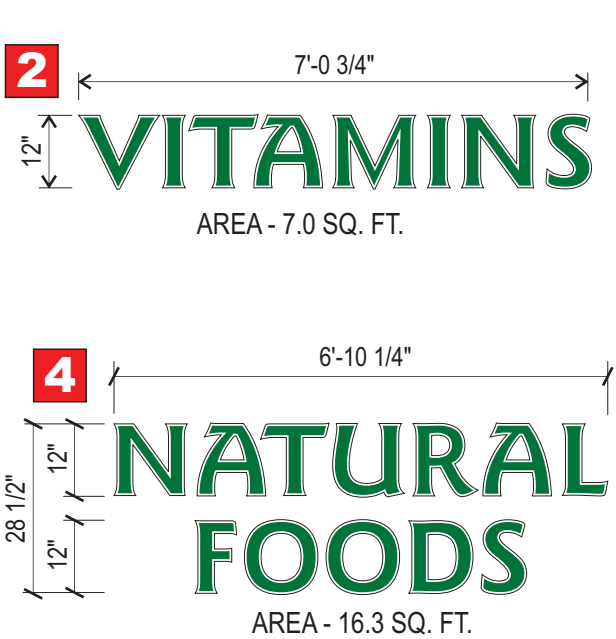 2
7'-0 3/4"
12"
VITAMINS
AREA - 7.0 SQ. FT.
4
6'-10 1/4"
28 1/2"
12"
NATURAL
12"
FOODS
AREA - 16.3 SQ. FT.